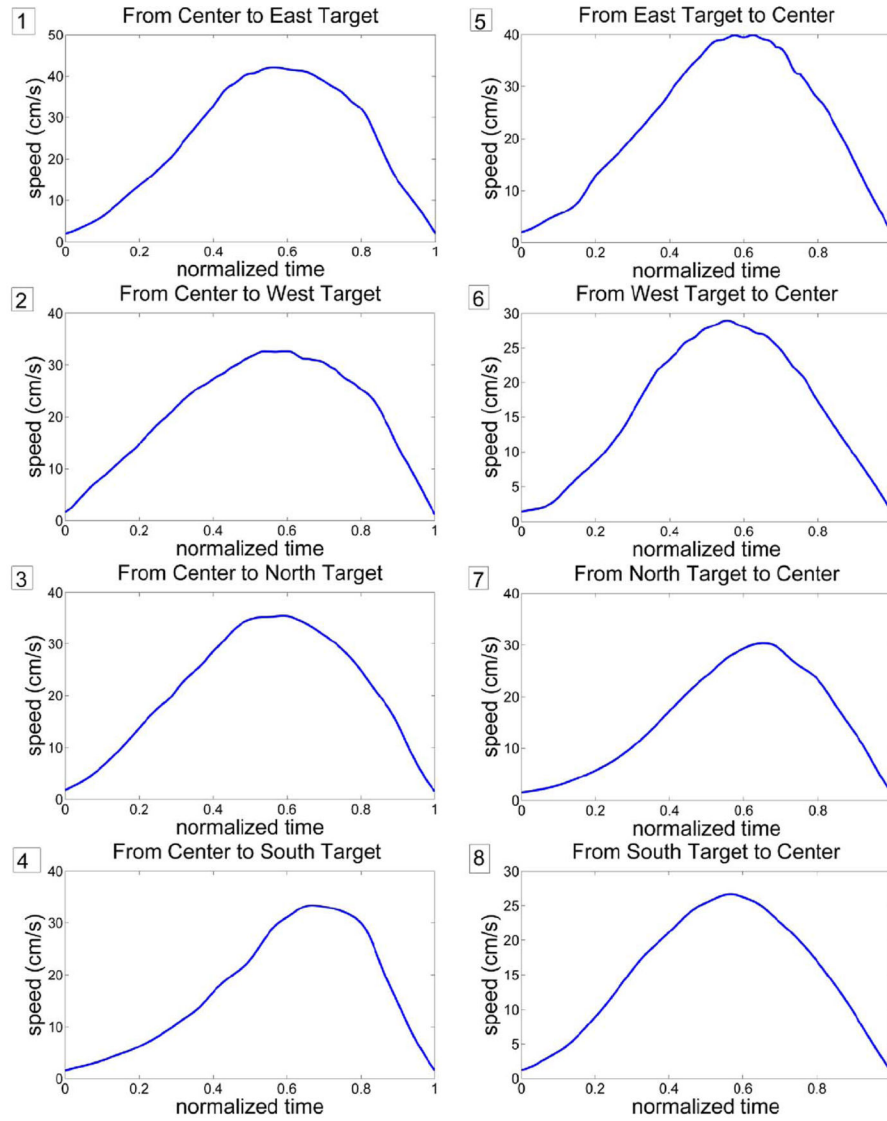 1
From Center to East Target
50
40
30
20
10
0
speed (cm/s)
0 0.2 0.4 0.6 0.8 1
normalized time
2
From Center to West Target
40
30
20
10
0
speed (cm/s)
0 0.2 0.4 0.6 0.8 1
normalized time
3
From Center to North Target
40
30
20
10
0
speed (cm/s)
0 0.2 0.4 0.6 0.8 1
normalized time
4
From Center to South Target
40
30
20
10
0
speed (cm/s)
0 0.2 0.4 0.6 0.8 1
normalized time
5
From East Target to Center
40
30
20
10
0
speed (cm/s)
0 0.2 0.4 0.6 0.8
normalized time
6
From West Target to Center
30
25
20
15
10
5
0
speed (cm/s)
0 0.2 0.4 0.6 0.8
normalized time
7
From North Target to Center
40
30
20
10
0
speed (cm/s)
0 0.2 0.4 0.6 0.8
normalized time
8
From South Target to Center
30
25
20
15
10
5
0
speed (cm/s)
0 0.2 0.4 0.6 0.8
normalized time